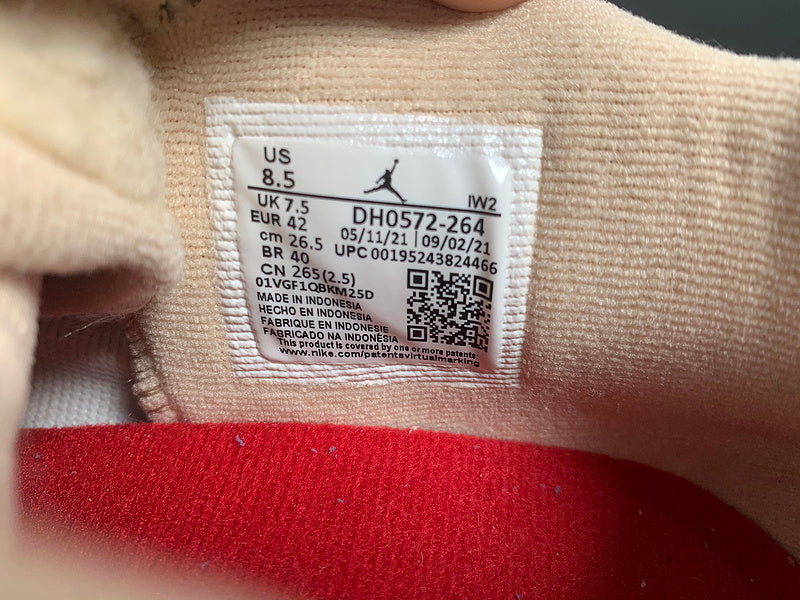 US
8.5
IW2
UK 7.5
EUR 42
cm 26.5
BR 40
CN 265(2.5)
DH0572-264
05/11/21 | 09/02/21
UPC 00195243824466
01VGF1QBKM25D
MADE IN INDONESIA
HECHO EN INDONESIA
FABRIQUE EN INDONESIE
FABRICADO NA INDONÈSIA
This product is covered by one or more patents:
www.nike.com/patentsvirtualmarking